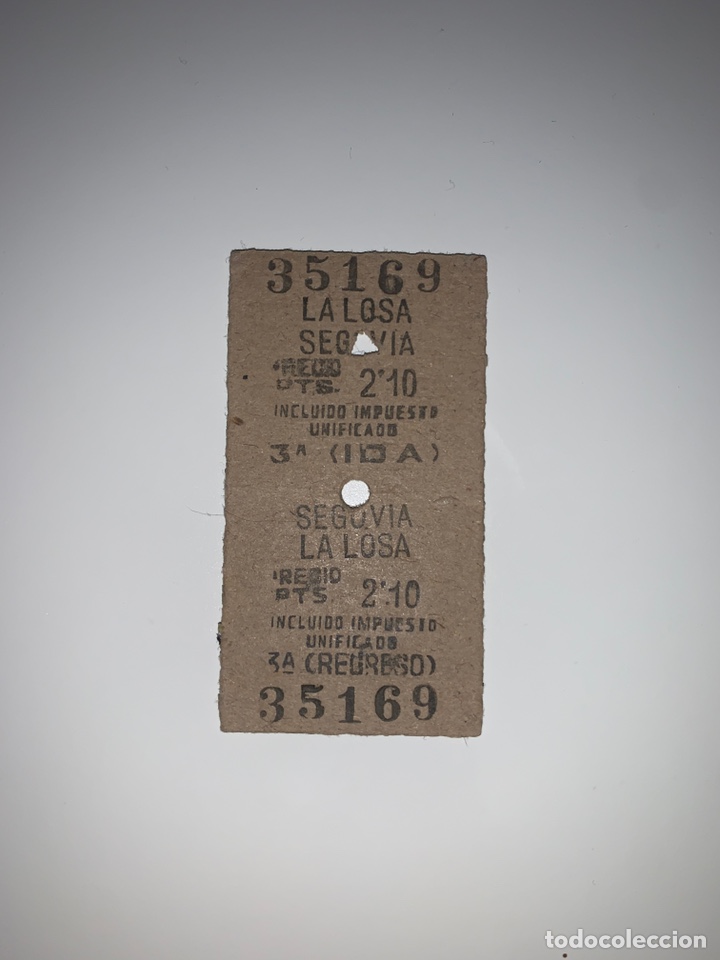 35169
LA LOSA
SEGOVIA
PRECIO
PTS. 2'10
INCLUIDO IMPUESTO
UNIFICADO
3ª (IDA)
SEGOVIA
LA LOSA
PRECIO
PTS. 2'10
INCLUIDO IMPUESTO
UNIFICADO
3ª (REGRESO)
35169
todocoleccion